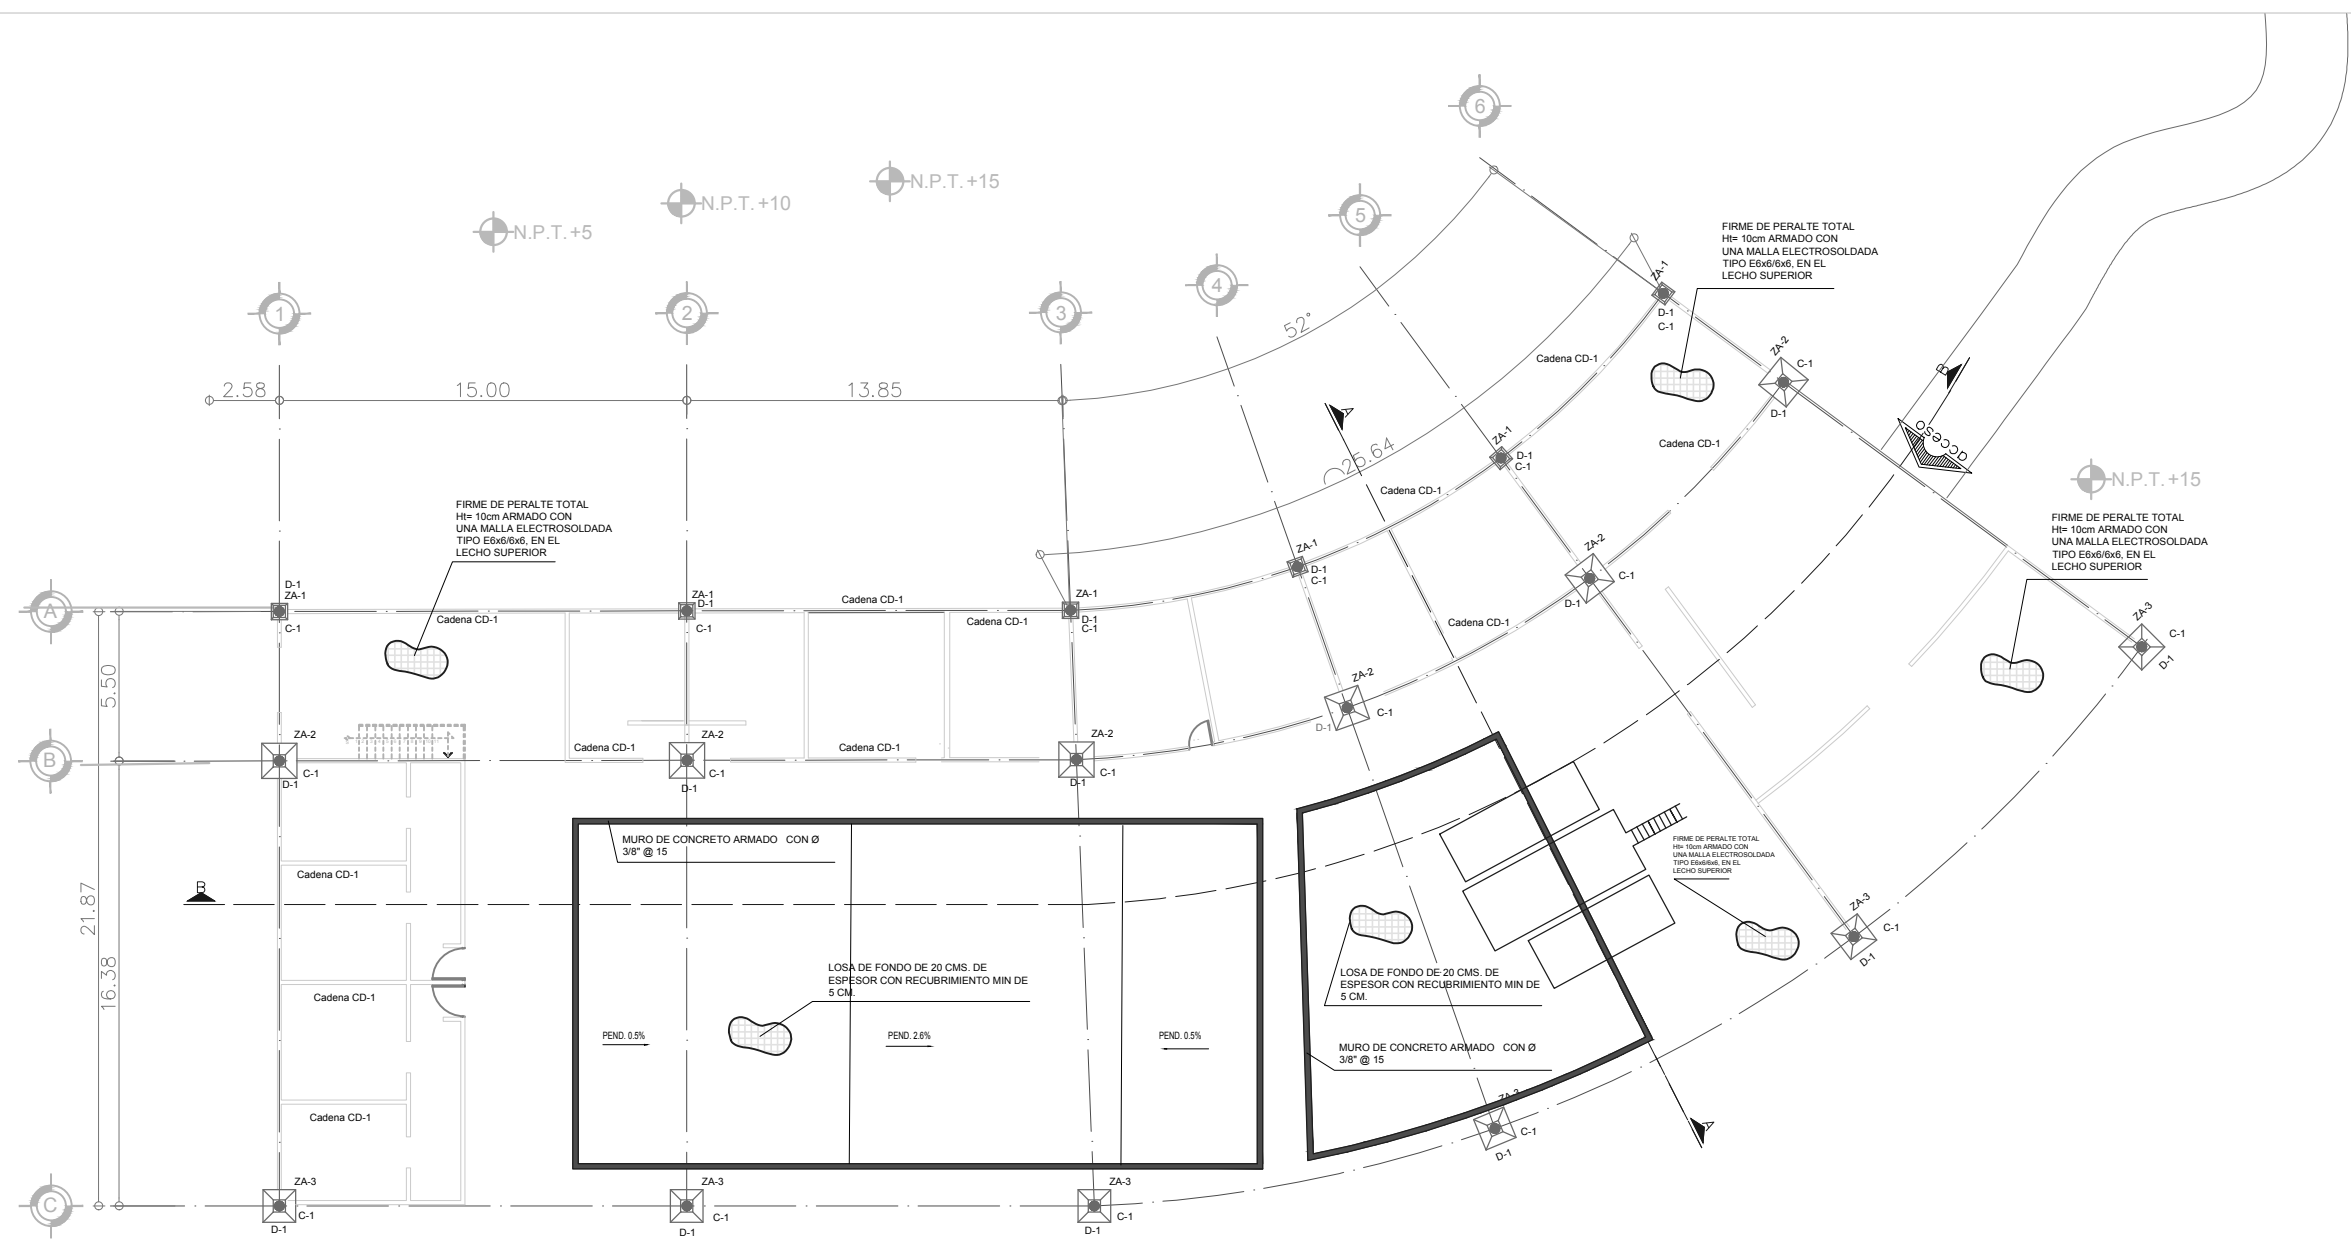 6
N.P.T. +15
N.P.T. +10
5
N.P.T. +5
FIRME DE PERALTE TOTAL
Ht= 10cm ARMADO CON
UNA MALLA ELECTROSOLDADA
TIPO E6x6/6x6, EN EL
LECHO SUPERIOR
4
1
2
3
52°
ZA-1
D-1
C-1
Cadena CD-1
ZA-2
C-1
D-1
2.58
15.00
13.85
B
acceso
A
25.64
Cadena CD-1
ZA-1
D-1
C-1
Cadena CD-1
N.P.T. +15
FIRME DE PERALTE TOTAL
Ht= 10cm ARMADO CON
UNA MALLA ELECTROSOLDADA
TIPO E6x6/6x6, EN EL
LECHO SUPERIOR
FIRME DE PERALTE TOTAL
Ht= 10cm ARMADO CON
UNA MALLA ELECTROSOLDADA
TIPO E6x6/6x6, EN EL
LECHO SUPERIOR
ZA-1
D-1
C-1
ZA-2
C-1
D-1
A
D-1
ZA-1
C-1
Cadena CD-1
ZA-1
D-1
C-1
Cadena CD-1
Cadena CD-1
ZA-1
D-1
C-1
Cadena CD-1
ZA-3
C-1
D-1
5.50
ZA-2
C-1
D-1
B
ZA-2
C-1
D-1
Cadena CD-1
ZA-2
C-1
D-1
Cadena CD-1
ZA-2
C-1
D-1
MURO DE CONCRETO ARMADO CON Ø
3/8" @ 15
FIRME DE PERALTE TOTAL
Ht= 10cm ARMADO CON
UNA MALLA ELECTROSOLDADA
TIPO E6x6/6x6, EN EL
LECHO SUPERIOR
Cadena CD-1
B
21.87
16.38
ZA-3
C-1
D-1
LOSA DE FONDO DE 20 CMS. DE
ESPESOR CON RECUBRIMIENTO MIN DE
5 CM.
LOSA DE FONDO DE 20 CMS. DE
ESPESOR CON RECUBRIMIENTO MIN DE
5 CM.
Cadena CD-1
PEND. 0.5%
PEND. 2.6%
PEND. 0.5%
MURO DE CONCRETO ARMADO CON Ø
3/8" @ 15
Cadena CD-1
ZA-3
C-1
D-1
A
C
ZA-3
C-1
D-1
ZA-3
C-1
D-1
ZA-3
C-1
D-1